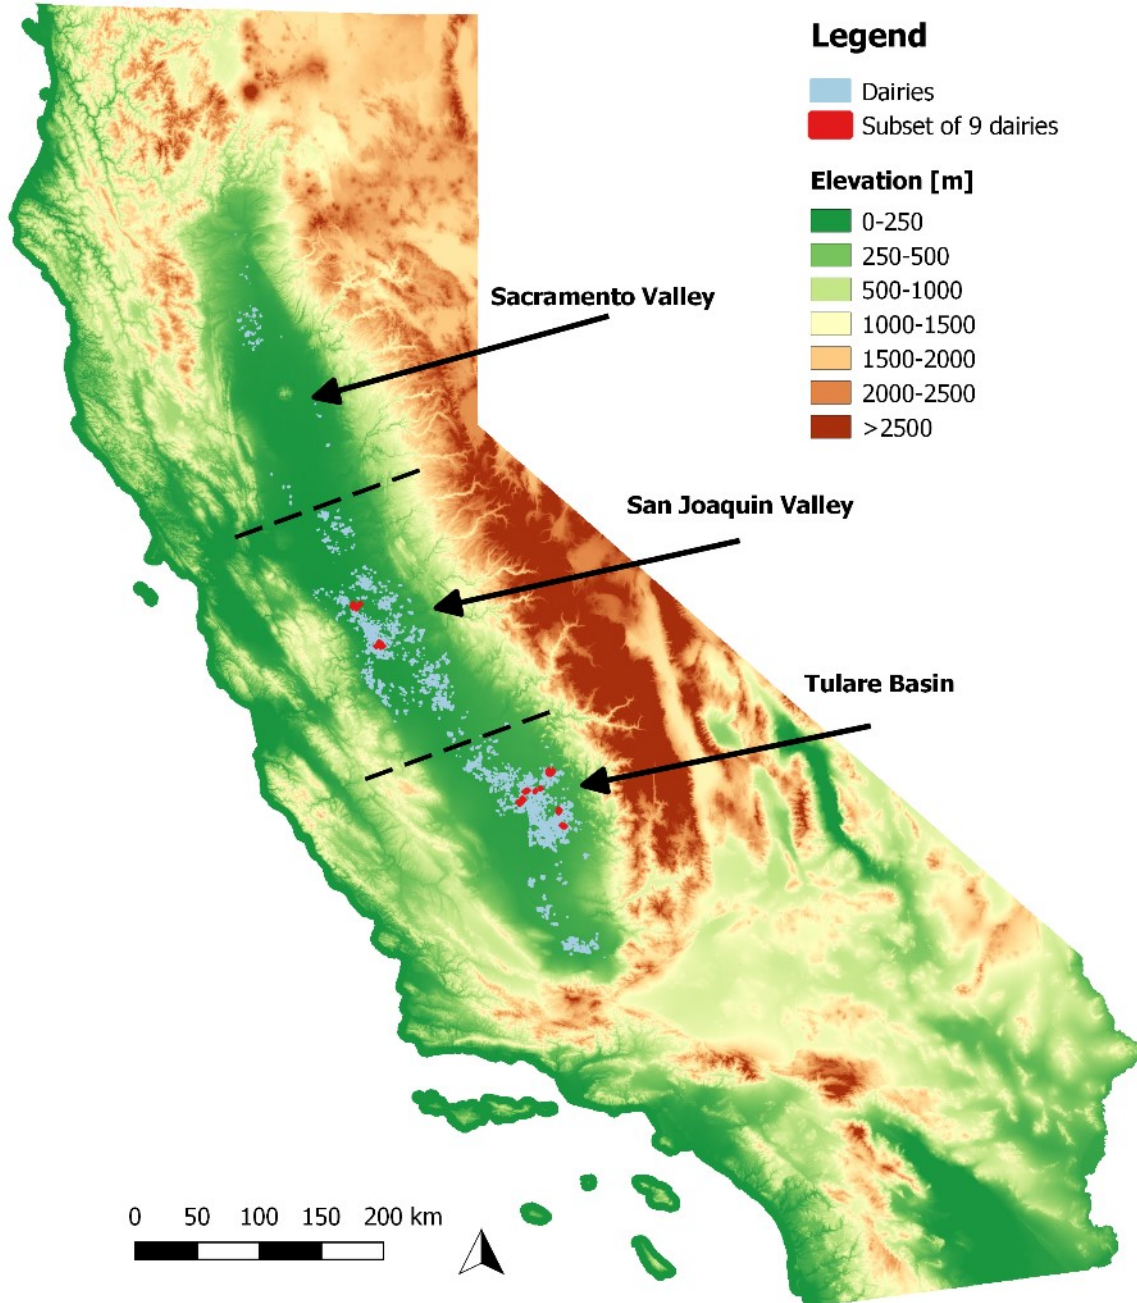 Legend
Dairies
Subset of 9 dairies
Elevation [m]
0-250
250-500
500-1000
1000-1500
1500-2000
2000-2500
>2500
Sacramento Valley
San Joaquin Valley
Tulare Basin
0 50 100 150 200 km